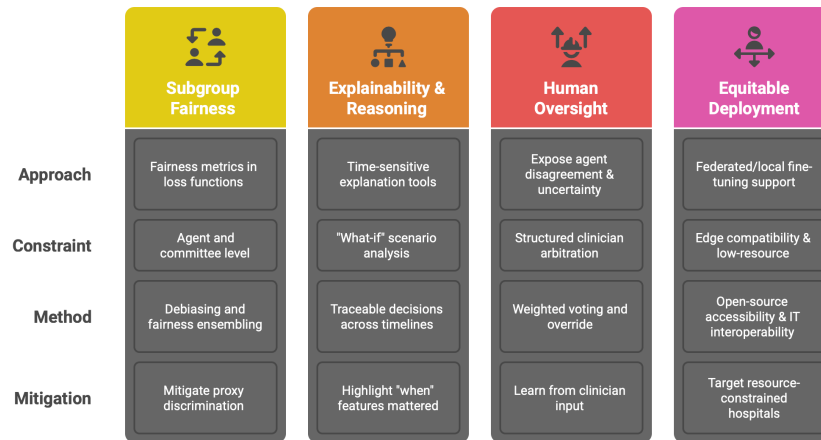 Subgroup
Fairness
Explainability &
Reasoning
Human
Oversight
Equitable
Deployment
Approach
Fairness metrics in
loss functions
Time-sensitive
explanation tools
Expose agent
disagreement &
uncertainty
Federated/local fine-
tuning support
Constraint
Agent and
committee level
"What-if" scenario
analysis
Structured clinician
arbitration
Edge compatibility &
low-resource
Method
Debiasing and
fairness ensembling
Traceable decisions
across timelines
Weighted voting and
override
Open-source
accessibility & IT
interoperability
Mitigation
Mitigate proxy
discrimination
Highlight "when"
features mattered
Learn from clinician
input
Target resource-
constrained
hospitals